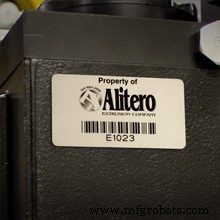 Property of
Alitero
EXTRUSION COMPANY
E1023
www.mfgrobots.com